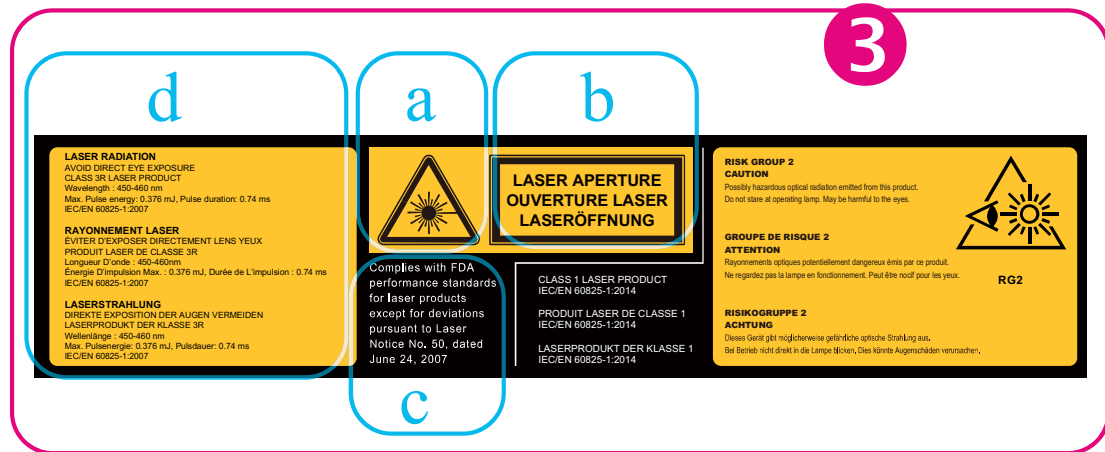 3
d
a
b
LASER RADIATION
AVOID DIRECT EYE EXPOSURE
CLASS 3R LASER PRODUCT
Wavelength : 450-460 nm
Max. Pulse energy: 0.376 mJ, Pulse duration: 0.74 ms
IEC/EN 60825-1:2007
RAYONNEMENT LASER
ÉVITER D'EXPOSER DIRECTEMENT LENS YEUX
PRODUIT LASER DE CLASSE 3R
Longueur D'onde : 450-460nm
Énergie D'impulsion Max. : 0.376 mJ, Durée de L'impulsion : 0.74 ms
IEC/EN 60825-1:2007
LASERSTRAHLUNG
DIREKTE EXPOSITION DER AUGEN VERMEIDEN
LASERPRODUKT DER KLASSE 3R
Wellenlänge : 450-460 nm
Max. Pulsenergie: 0.376 mJ, Pulsdauer: 0.74 ms
IEC/EN 60825-1:2007
LASER APERTURE
OUVERTURE LASER
LASERÖFFNUNG
Complies with FDA
performance standards
for laser products
except for deviations
pursuant to Laser
Notice No. 50, dated
June 24, 2007
c
CLASS 1 LASER PRODUCT
IEC/EN 60825-1:2014
PRODUIT LASER DE CLASSE 1
IEC/EN 60825-1:2014
LASERPRODUKT DER KLASSE 1
IEC/EN 60825-1:2014
RISK GROUP 2
CAUTION
Possibly hazardous optical radiation emitted from this product.
Do not stare at operating lamp. May be harmful to the eyes.
GROUPE DE RISQUE 2
ATTENTION
Rayonnements optiques potentiellement dangereux émis par ce produit.
Ne regardez pas la lampe en fonctionnement. Peut être nocif pour les yeux.
RISIKOGRUPPE 2
ACHTUNG
Dieses Gerät gibt möglicherweise gefährliche optische Strahlung aus.
Bei Betrieb nicht direkt in die Lampe blicken. Dies könnte Augenschäden verursachen.
RG2